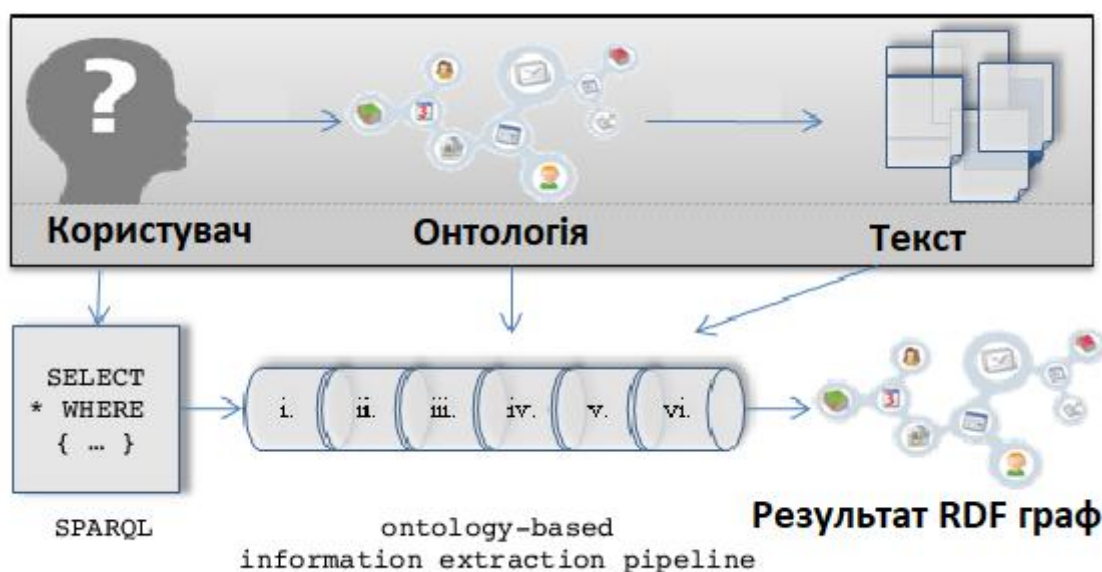 ?
Користувач
Онтологія
Текст
SELECT
* WHERE
{ … }
i. ii. iii. iv. v. vi.
SPARQL
ontology-based
information extraction pipeline
Результат RDF граф